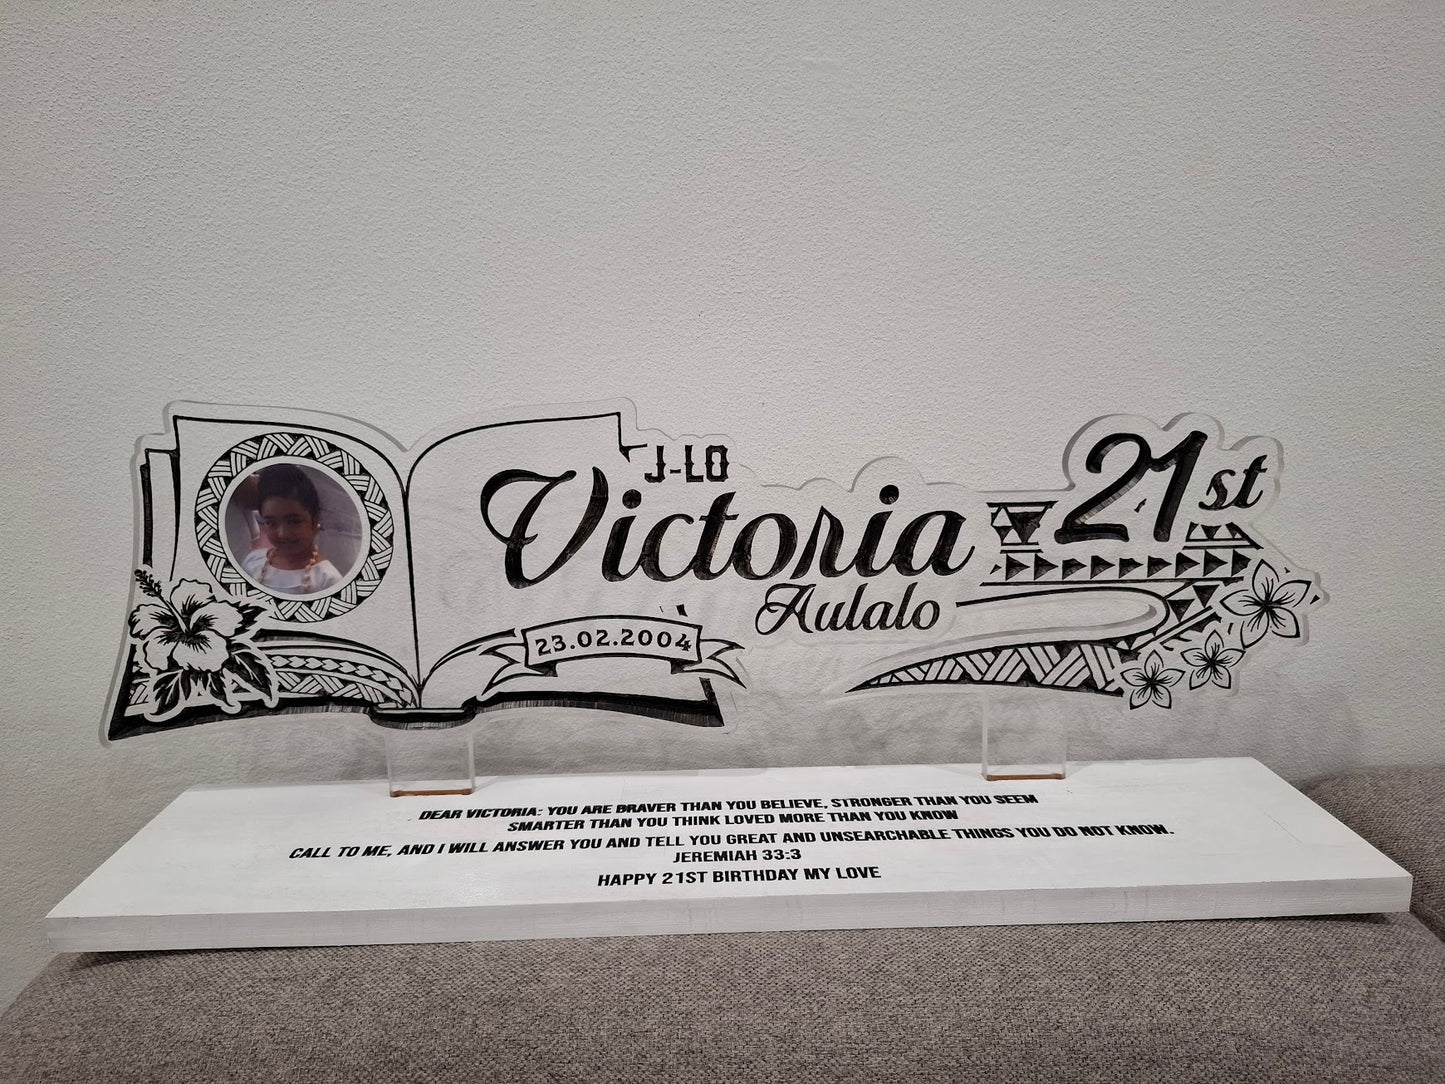 J-LO
Victoria
Aulalo
21st
23.02.2004
DEAR VICTORIA: YOU ARE BRAVER THAN YOU BELIEVE, STRONGER THAN YOU SEEM
SMARTER THAN YOU THINK LOVED MORE THAN YOU KNOW
CALL TO ME, AND I WILL ANSWER YOU AND TELL YOU GREAT AND UNSEARCHABLE THINGS YOU DO NOT KNOW.
JEREMIAH 33:3
HAPPY 21ST BIRTHDAY MY LOVE